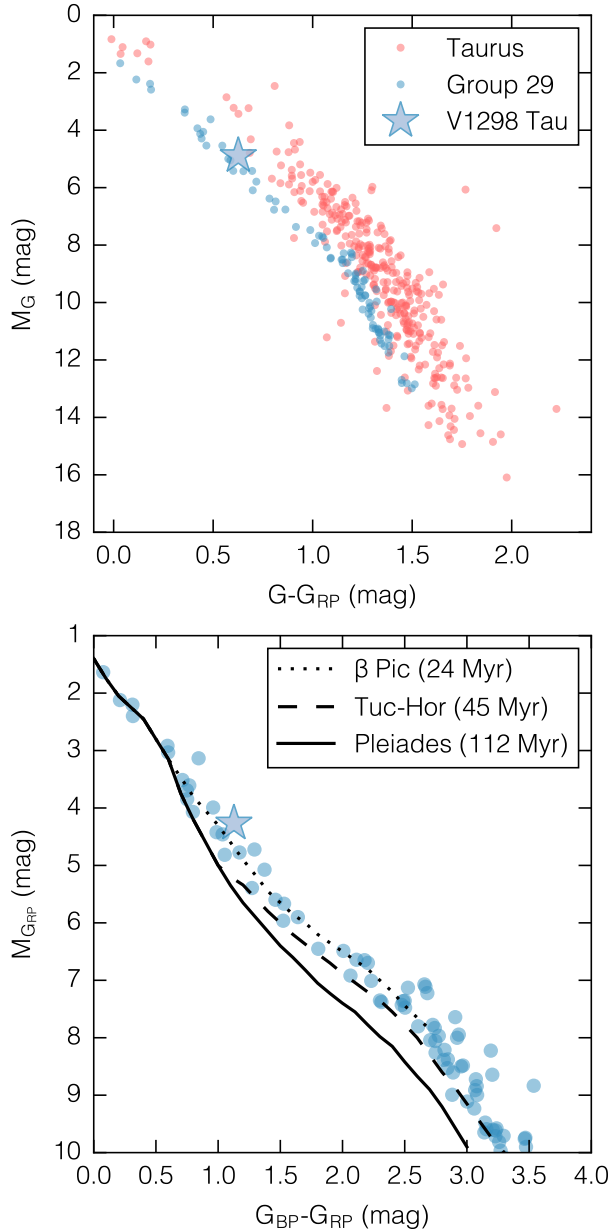 0
2
4
6
8
10
12
14
16
18
M_G (mag)
Taurus
Group 29
V1298 Tau
0.0 0.5 1.0 1.5 2.0
G-G_RP (mag)
1
2
3
4
5
6
7
8
9
10
M_G_RP (mag)
β Pic (24 Myr)
Tuc-Hor (45 Myr)
Pleiades (112 Myr)
0.0 0.5 1.0 1.5 2.0 2.5 3.0 3.5 4.0
G_BP-G_RP (mag)